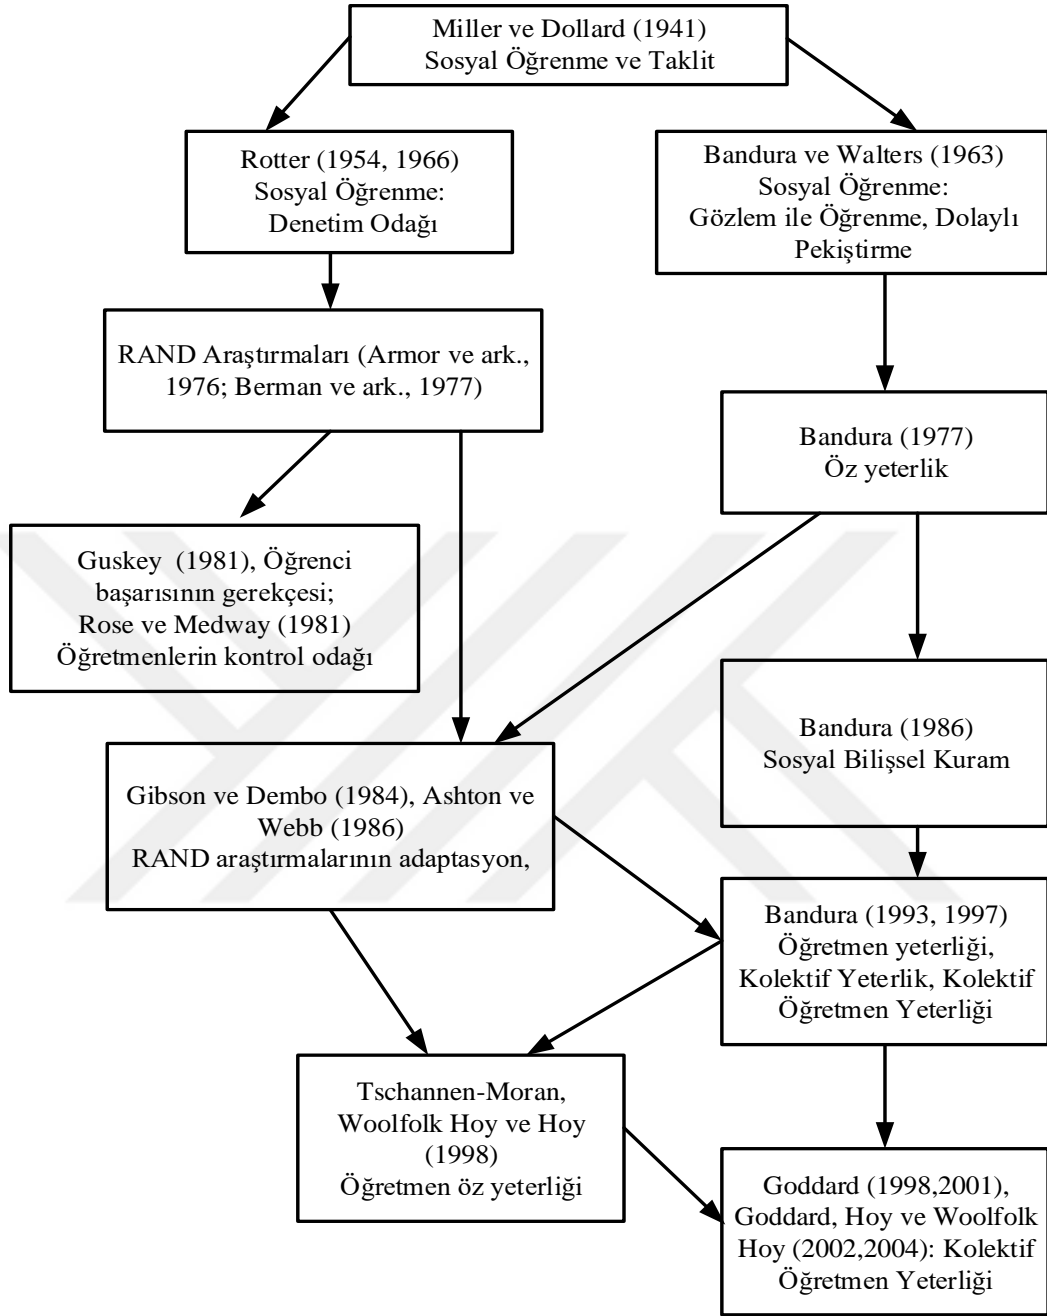 Miller ve Dollard (1941)
Sosyal Öğrenme ve Taklit
Rotter (1954, 1966)
Sosyal Öğrenme:
Denetim Odağı
Bandura ve Walters (1963)
Sosyal Öğrenme:
Gözlem ile Öğrenme, Dolaylı
Pekiştirme
RAND Araştırmaları (Armor ve ark.,
1976; Berman ve ark., 1977)
Bandura (1977)
Öz yeterlik
Guskey (1981), Öğrenci
başarısının gerekçesi;
Rose ve Medway (1981)
Öğretmenlerin kontrol odağı
Bandura (1986)
Sosyal Bilişsel Kuram
Gibson ve Dembo (1984), Ashton ve
Webb (1986)
RAND araştırmalarının adaptasyon,
Bandura (1993, 1997)
Öğretmen yeterliği,
Kolektif Yeterlik, Kolektif
Öğretmen Yeterliği
Tschannen-Moran,
Woolfolk Hoy ve Hoy
(1998)
Öğretmen öz yeterliği
Goddard (1998,2001),
Goddard, Hoy ve Woolfolk
Hoy (2002,2004): Kolektif
Öğretmen Yeterliği